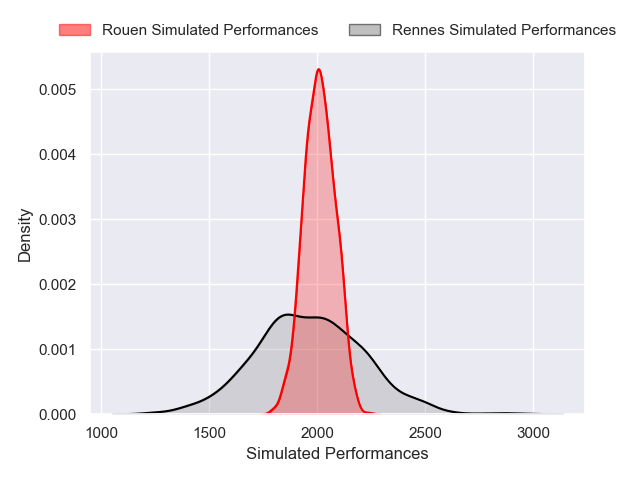 Rouen Simulated Performances
Rennes Simulated Performances
0.005
0.004
0.003
0.002
0.001
0.000
Density
1000
1500
2000
2500
3000
Simulated Performances